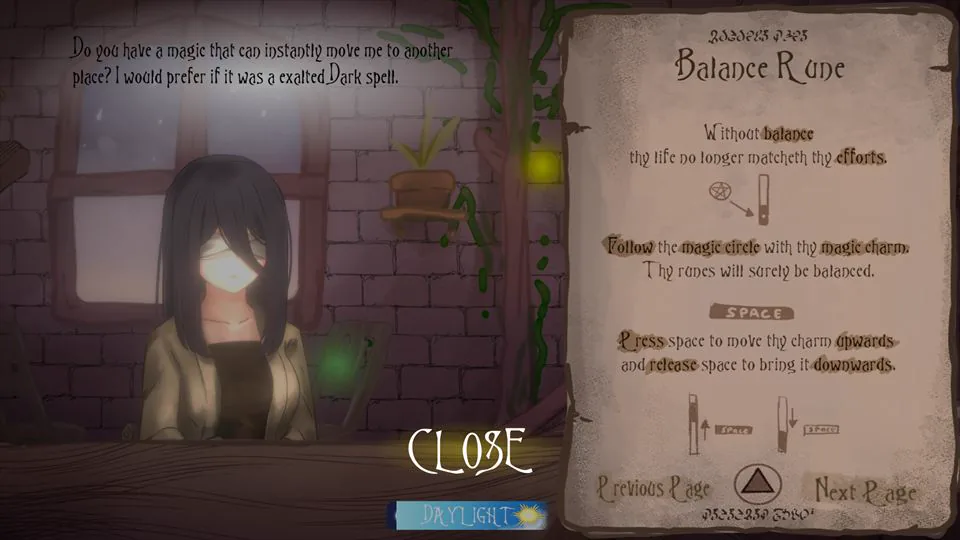 Do you have a magic that can instantly move me to another
place? I would prefer if it was a exalted Dark spell.
Balance Rune
Without balance
thy life no longer matcheth thy efforts.
Follow the magic circle with thy magic charm.
Thy runes will surely be balanced.
SPACE
Press space to move thy charm upwards
and release space to bring it downwards.
SPACE
SPACE
Previous Page
Next Page
CLOSE
DAYLIGHT